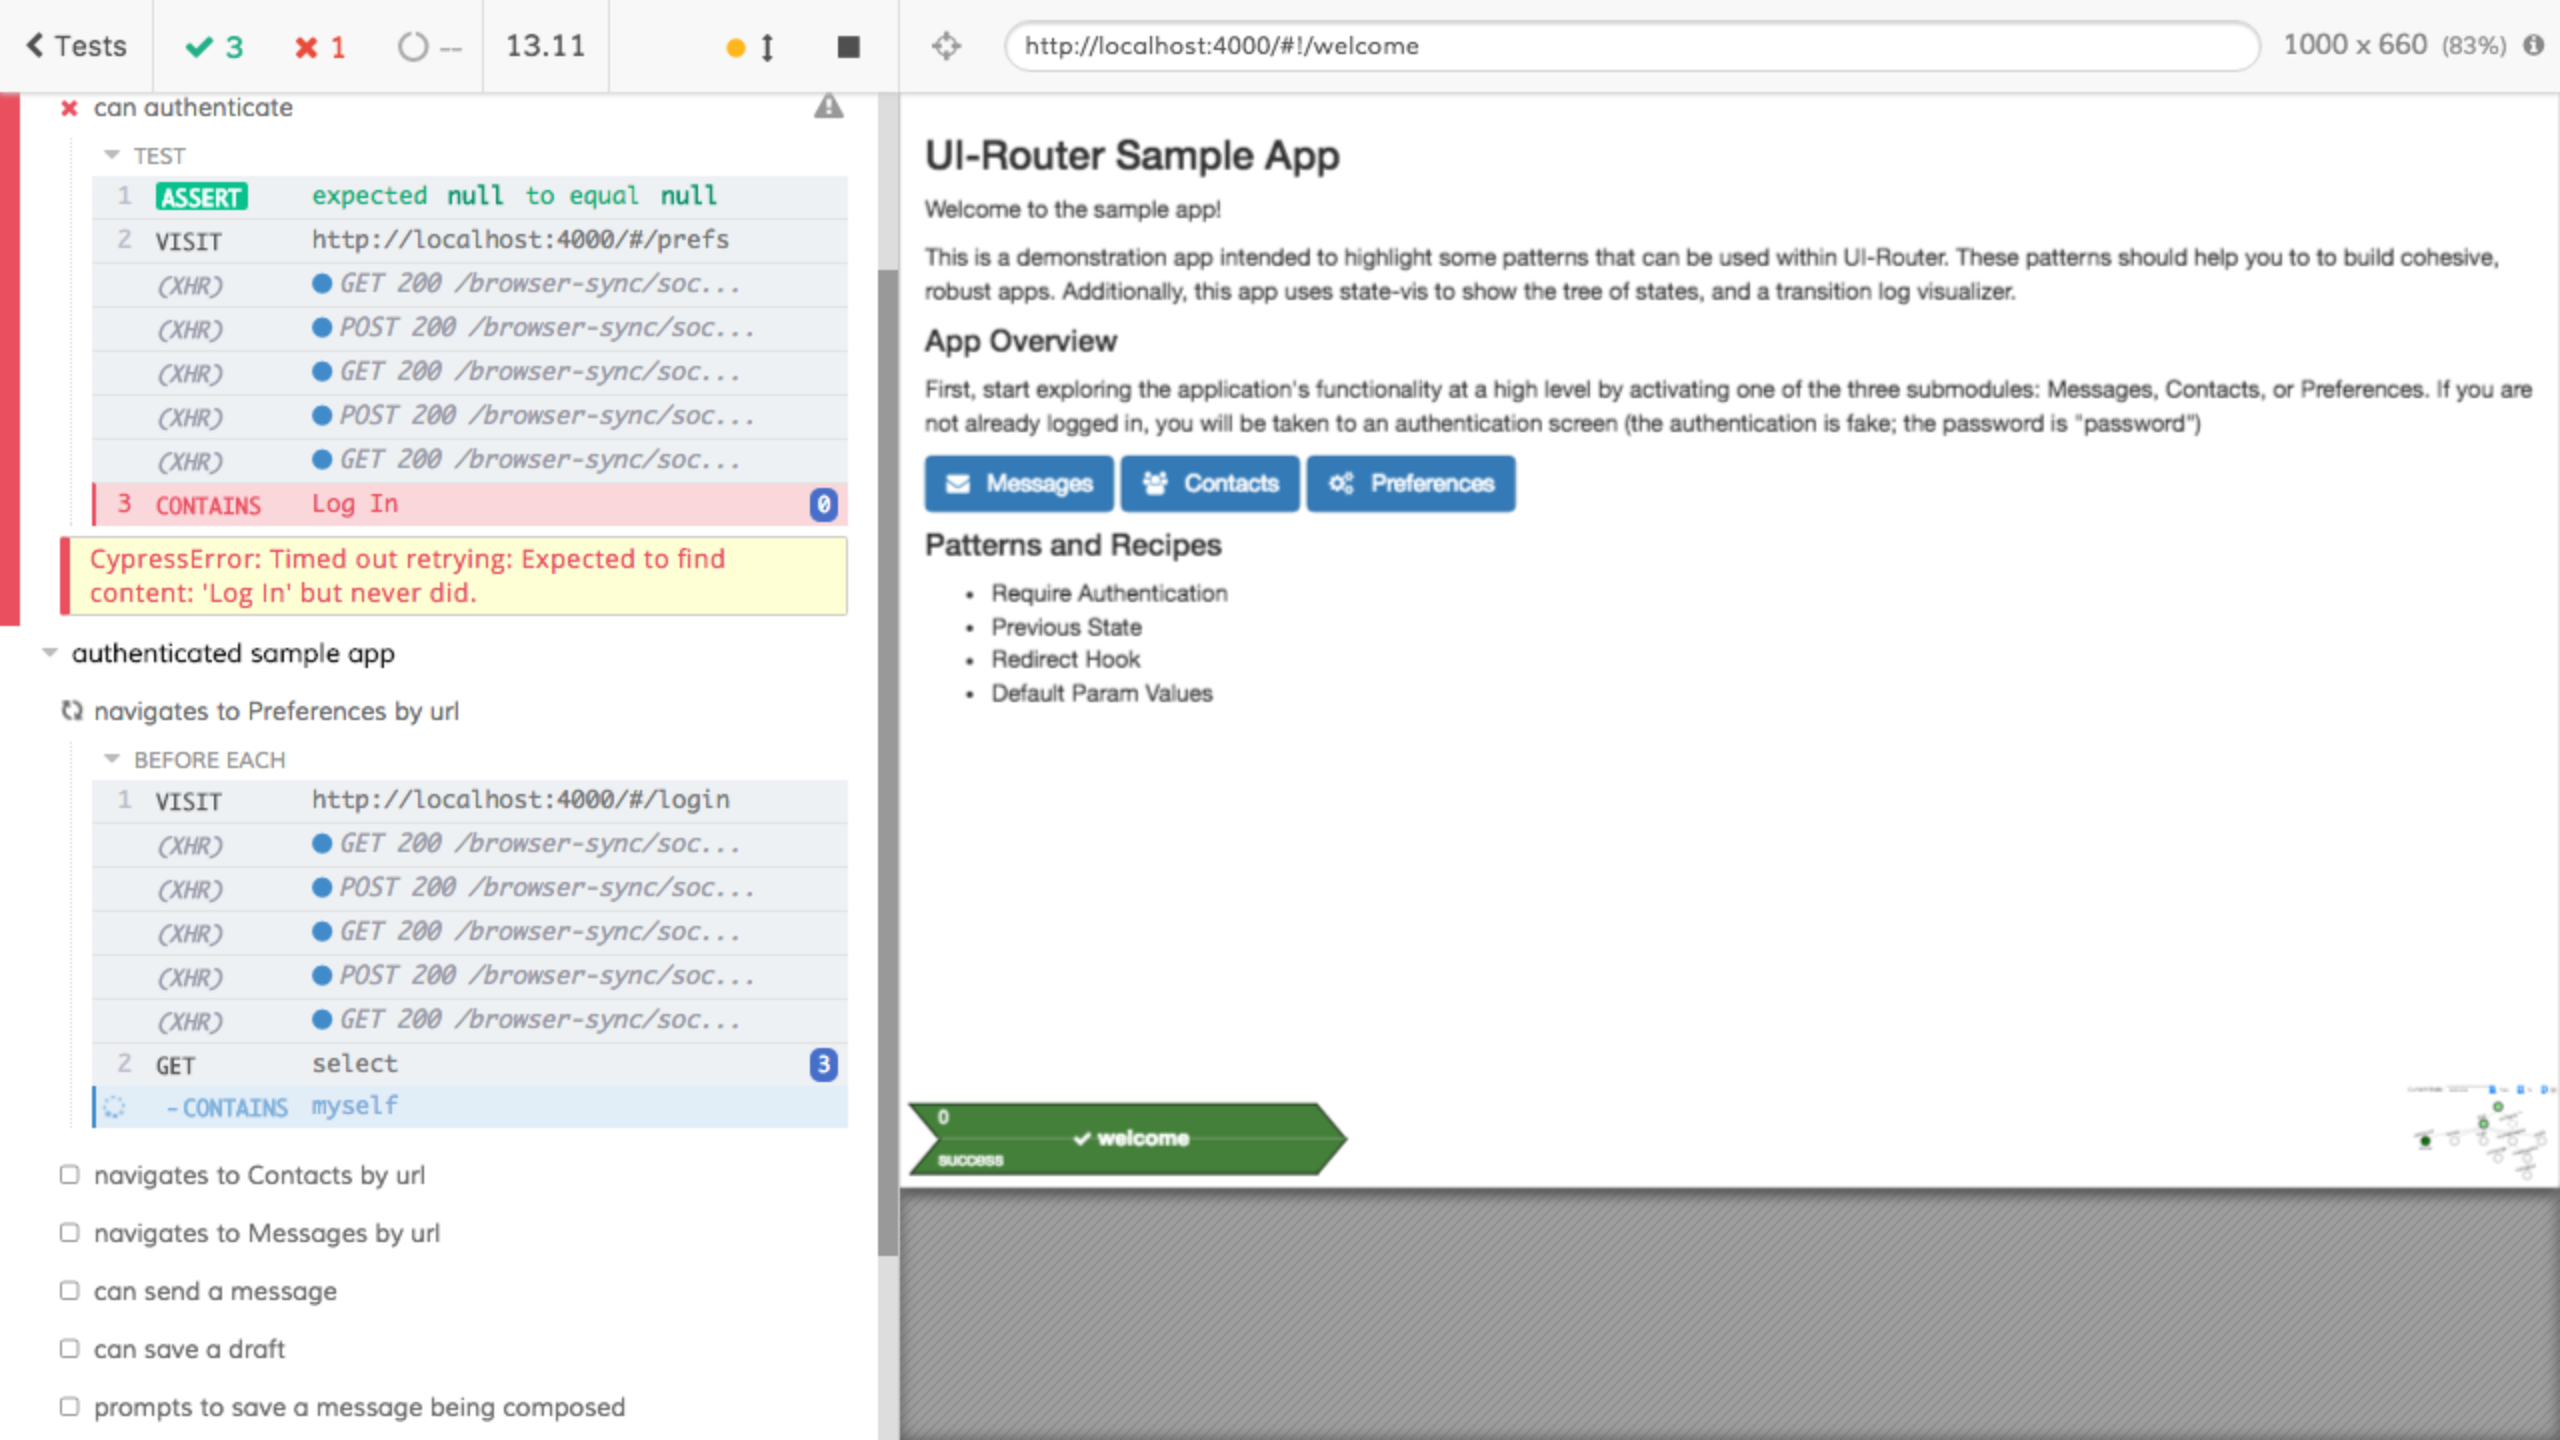 Tests
3
1
--
13.11
http://localhost:4000/#!/welcome
1000 x 660 (83%)
can authenticate
TEST
1 ASSERT expected null to equal null
2 VISIT http://localhost:4000/#/prefs
(XHR) GET 200 /browser-sync/soc...
(XHR) POST 200 /browser-sync/soc...
(XHR) GET 200 /browser-sync/soc...
(XHR) POST 200 /browser-sync/soc...
(XHR) GET 200 /browser-sync/soc...
3 CONTAINS Log In 0
CypressError: Timed out retrying: Expected to find
content: 'Log In' but never did.
authenticated sample app
navigates to Preferences by url
BEFORE EACH
1 VISIT http://localhost:4000/#/login
(XHR) GET 200 /browser-sync/soc...
(XHR) POST 200 /browser-sync/soc...
(XHR) GET 200 /browser-sync/soc...
(XHR) POST 200 /browser-sync/soc...
(XHR) GET 200 /browser-sync/soc...
2 GET select 3
-CONTAINS myself
navigates to Contacts by url
navigates to Messages by url
can send a message
can save a draft
prompts to save a message being composed
UI-Router Sample App
Welcome to the sample app!
This is a demonstration app intended to highlight some patterns that can be used within UI-Router. These patterns should help you to to build cohesive,
robust apps. Additionally, this app uses state-vis to show the tree of states, and a transition log visualizer.
App Overview
First, start exploring the application's functionality at a high level by activating one of the three submodules: Messages, Contacts, or Preferences. If you are
not already logged in, you will be taken to an authentication screen (the authentication is fake; the password is "password")
Messages
Contacts
Preferences
Patterns and Recipes
• Require Authentication
• Previous State
• Redirect Hook
• Default Param Values
0
welcome
success